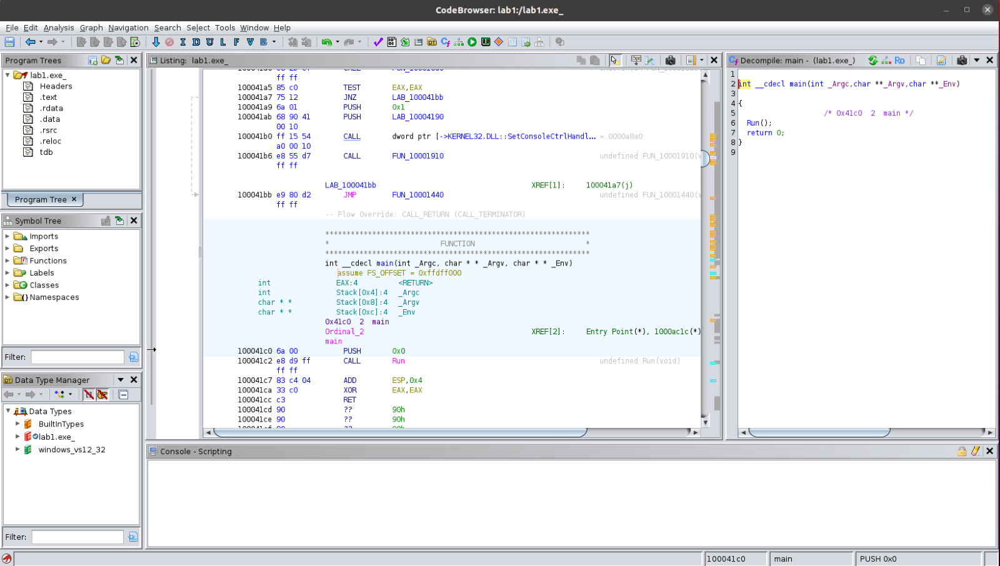 CodeBrowser: lab1:/lab1.exe_
File Edit Analysis Graph Navigation Search Select Tools Window Help
I D U L F V B
Program Trees
lab1.exe_
Headers
.text
.rdata
.data
.rsrc
.reloc
tdb
Program Tree ×
Symbol Tree
Imports
Exports
Functions
Labels
Classes
Namespaces
Filter:
Data Type Manager
Data Types
BuiltInTypes
lab1.exe_
windows_vs12_32
Filter:
Listing: lab1.exe_
ff ff
100041a5 85 c0 TEST EAX,EAX
100041a7 75 12 JNZ LAB_100041bb
100041a9 6a 01 PUSH 0x1
100041ab 68 90 41 PUSH LAB_10004190
00 10
100041b0 ff 15 54 CALL dword ptr [->KERNEL32.DLL::SetConsoleCtrlHandl... = 0000a8a0
a0 00 10
100041b6 e8 55 d7 CALL FUN_10001910 undefined FUN_10001910(v
ff ff
LAB_100041bb XREF[1]: 100041a7(j)
100041bb e9 80 d2 JMP FUN_10001440 undefined FUN_10001440(v
ff ff
-- Flow Override: CALL_RETURN (CALL_TERMINATOR)
**************************************************************
* FUNCTION *
**************************************************************
int __cdecl main(int _Argc, char * * _Argv, char * * _Env)
assume FS_OFFSET = 0xffdff000
int EAX:4 <RETURN>
int Stack[0x4]:4 _Argc
char * * Stack[0x8]:4 _Argv
char * * Stack[0xc]:4 _Env
0x41c0 2 main
Ordinal_2 XREF[2]: Entry Point(*), 1000ac1c(*)
main
100041c0 6a 00 PUSH 0x0
100041c2 e8 d9 ff CALL Run undefined Run(void)
ff ff
100041c7 83 c4 04 ADD ESP,0x4
100041ca 33 c0 XOR EAX,EAX
100041cc c3 RET
100041cd 90 ?? 90h
100041ce 90 ?? 90h
100041cf 90 ?? 90h
Decompile: main - (lab1.exe_)
Ro
1
2 int __cdecl main(int _Argc,char **_Argv,char **_Env)
3
4 {
5 /* 0x41c0 2 main */
6 Run();
7 return 0;
8 }
9
Console - Scripting
100041c0
main
PUSH 0x0